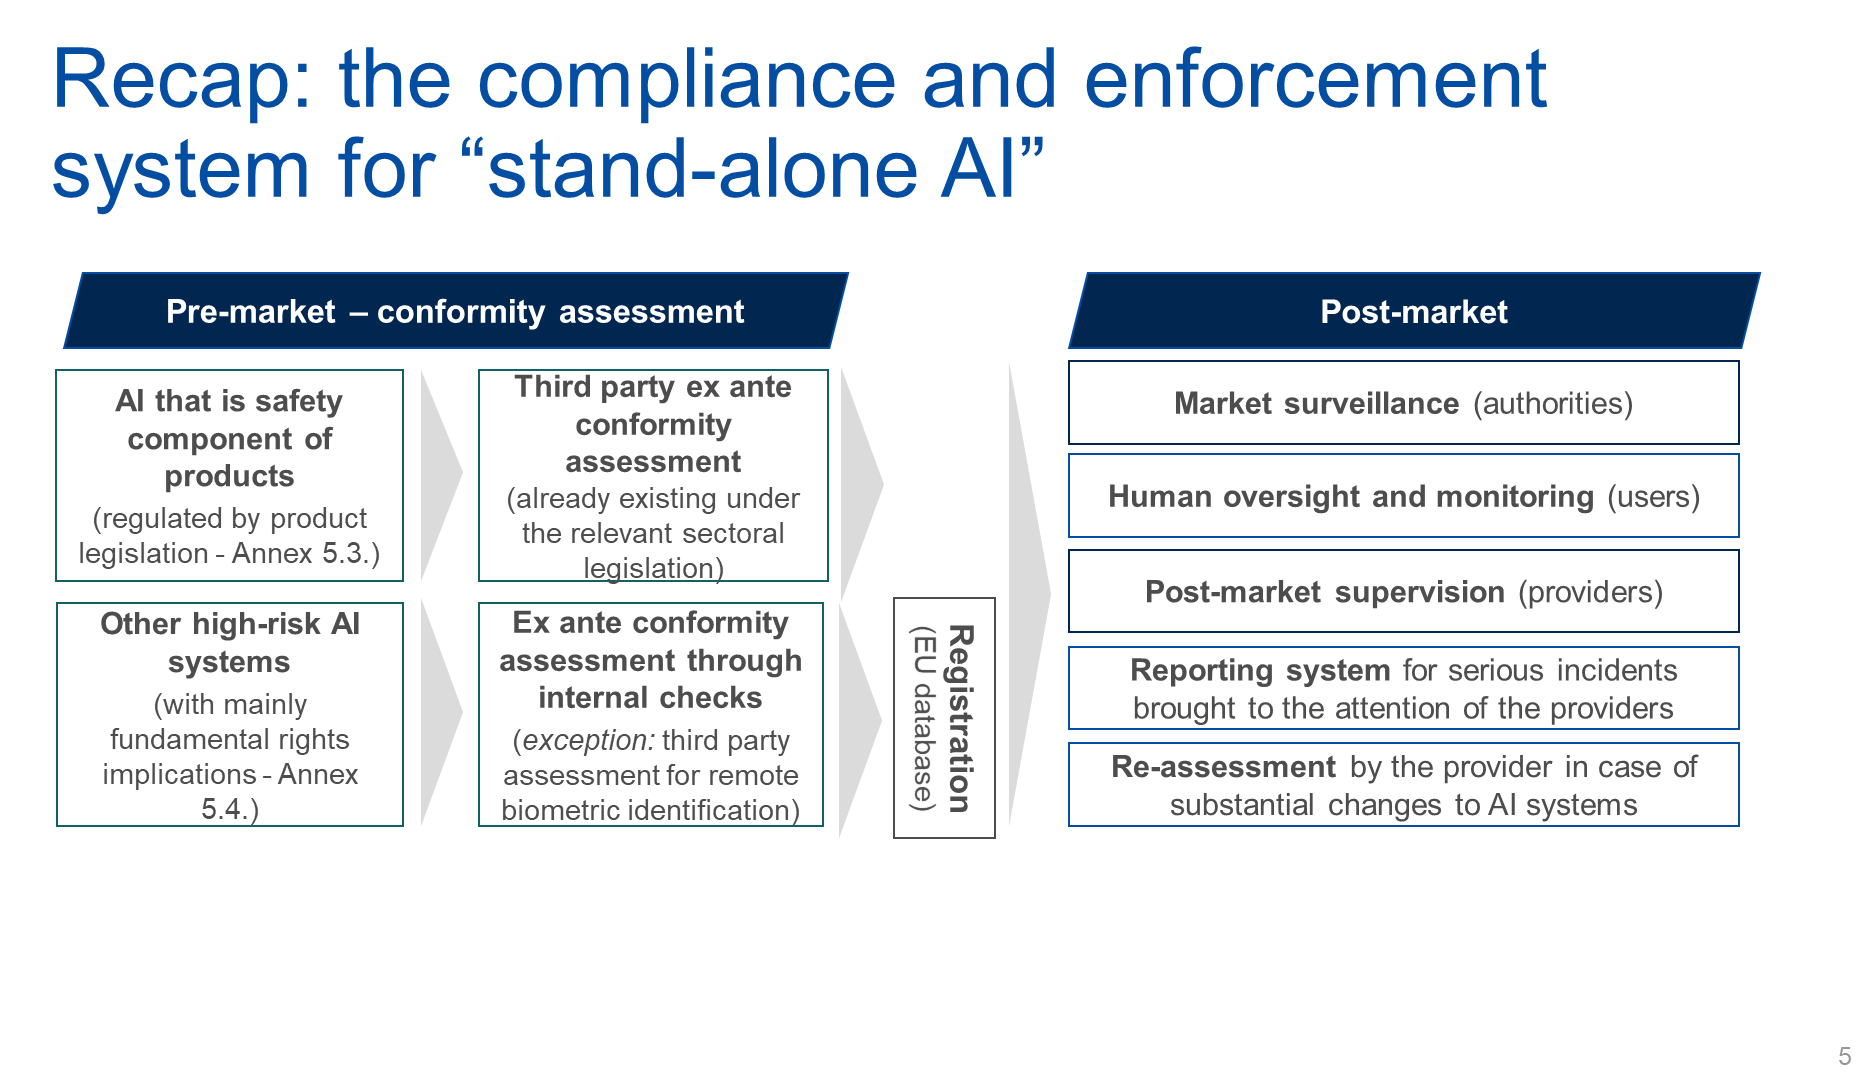 Recap: the compliance and enforcement
system for “stand-alone AI”
Pre-market – conformity assessment
AI that is safety
component of
products
(regulated by product
legislation - Annex 5.3.)
Third party ex ante
conformity
assessment
(already existing under
the relevant sectoral
legislation)
Other high-risk AI
systems
(with mainly
fundamental rights
implications - Annex
5.4.)
Ex ante conformity
assessment through
internal checks
(exception: third party
assessment for remote
biometric identification)
Registration
(EU database)
Post-market
Market surveillance (authorities)
Human oversight and monitoring (users)
Post-market supervision (providers)
Reporting system for serious incidents
brought to the attention of the providers
Re-assessment by the provider in case of
substantial changes to AI systems
5